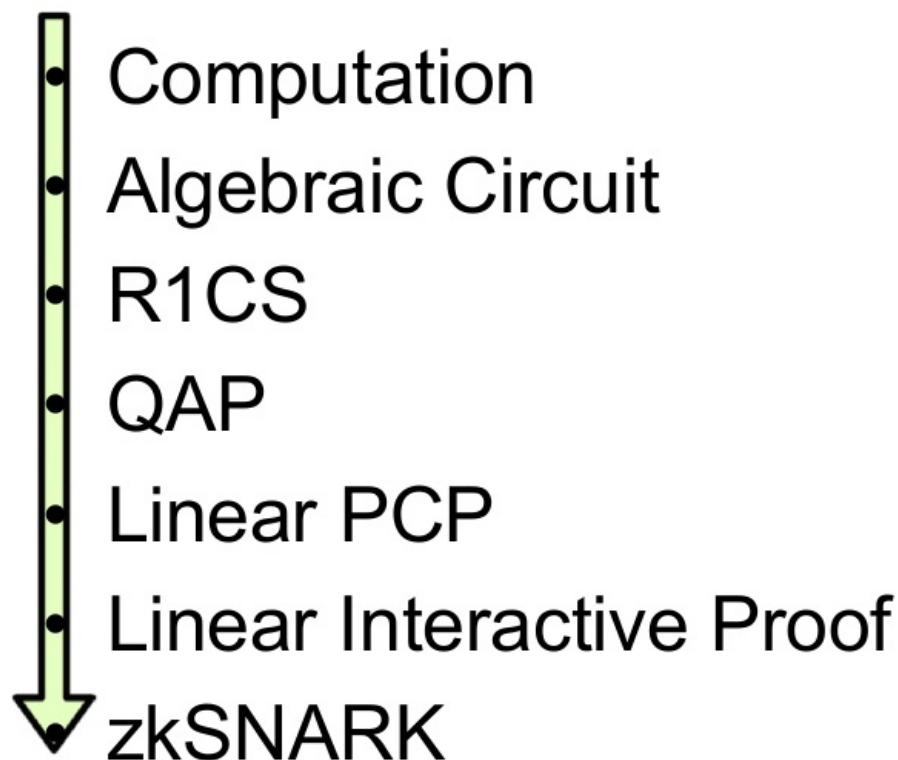 Computation
Algebraic Circuit
R1CS
QAP
Linear PCP
Linear Interactive Proof
zkSNARK